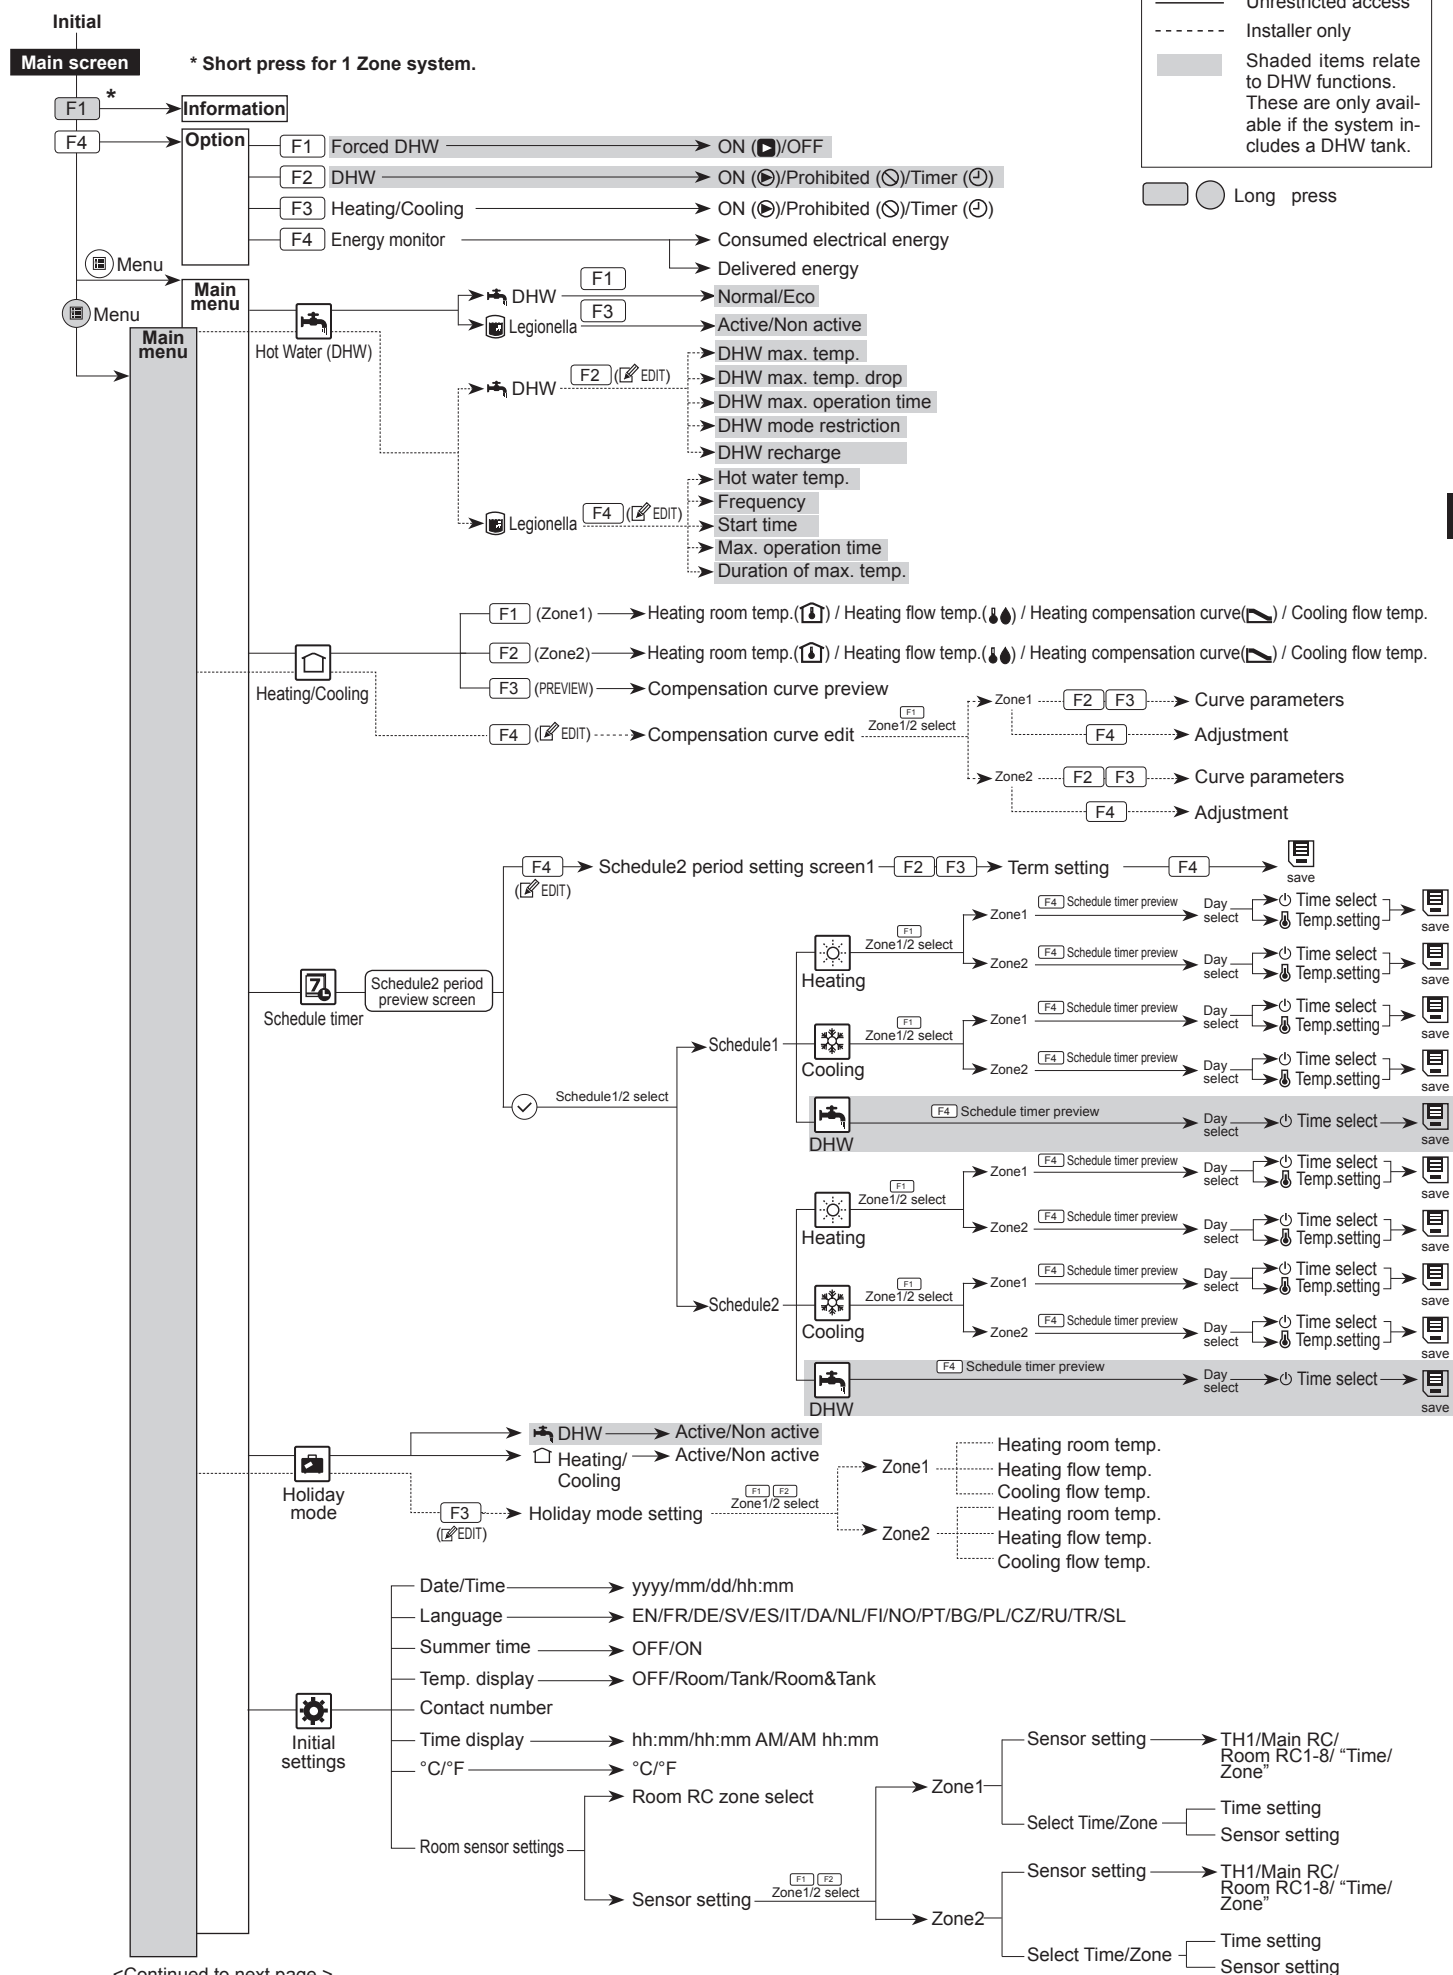 Unrestricted access
Installer only
Shaded items relate
to DHW functions.
These are only avail-
able if the system in-
cludes a DHW tank.
Long press
Initial
Main screen
* Short press for 1 Zone system.
F1 * Information
F4 Option
F1 Forced DHW ON ( )/OFF
F2 DHW ON ( )/Prohibited ( )/Timer ( )
F3 Heating/Cooling ON ( )/Prohibited ( )/Timer ( )
F4 Energy monitor Consumed electrical energy
Delivered energy
Menu
Main
menu
Menu
Main
menu
Hot Water (DHW)
DHW F1 Normal/Eco
Legionella F3 Active/Non active
DHW F2 ( EDIT)
DHW max. temp.
DHW max. temp. drop
DHW max. operation time
DHW mode restriction
DHW recharge
Legionella F4 ( EDIT)
Hot water temp.
Frequency
Start time
Max. operation time
Duration of max. temp.
Heating/Cooling
F1 (Zone1) Heating room temp.( ) / Heating flow temp.( ) / Heating compensation curve( ) / Cooling flow temp.
F2 (Zone2) Heating room temp.( ) / Heating flow temp.( ) / Heating compensation curve( ) / Cooling flow temp.
F3 (PREVIEW) Compensation curve preview
F4 ( EDIT) Compensation curve edit
F1
Zone1/2 select
Zone1 F2 F3 Curve parameters
F4 Adjustment
Zone2 F2 F3 Curve parameters
F4 Adjustment
Schedule timer
Schedule2 period
preview screen
F4 Schedule2 period setting screen1 F2 F3 Term setting F4 save
( EDIT)
Schedule1/2 select
Schedule1
Heating
F1
Zone1/2 select
Zone1 F4 Schedule timer preview Day select Time select Temp.setting save
Zone2 F4 Schedule timer preview Day select Time select Temp.setting save
Cooling
F1
Zone1/2 select
Zone1 F4 Schedule timer preview Day select Time select Temp.setting save
Zone2 F4 Schedule timer preview Day select Time select Temp.setting save
DHW F4 Schedule timer preview Day select Time select save
Schedule2
Heating
F1
Zone1/2 select
Zone1 F4 Schedule timer preview Day select Time select Temp.setting save
Zone2 F4 Schedule timer preview Day select Time select Temp.setting save
Cooling
F1
Zone1/2 select
Zone1 F4 Schedule timer preview Day select Time select Temp.setting save
Zone2 F4 Schedule timer preview Day select Time select Temp.setting save
DHW F4 Schedule timer preview Day select Time select save
Holiday
mode
DHW Active/Non active
Heating/ Active/Non active
Cooling
F3 Holiday mode setting
( EDIT)
F1 F2
Zone1/2 select
Zone1
Heating room temp.
Heating flow temp.
Cooling flow temp.
Zone2
Heating room temp.
Heating flow temp.
Cooling flow temp.
Initial
settings
Date/Time yyyy/mm/dd/hh:mm
Language EN/FR/DE/SV/ES/IT/DA/NL/FI/NO/PT/BG/PL/CZ/RU/TR/SL
Summer time OFF/ON
Temp. display OFF/Room/Tank/Room&Tank
Contact number
Time display hh:mm/hh:mm AM/AM hh:mm
°C/°F °C/°F
Room sensor settings
Room RC zone select
Sensor setting
F1 F2
Zone1/2 select
Zone1
Sensor setting TH1/Main RC/
Room RC1-8/ “Time/
Zone”
Select Time/Zone
Time setting
Sensor setting
Zone2
Sensor setting TH1/Main RC/
Room RC1-8/ “Time/
Zone”
Select Time/Zone
Time setting
Sensor setting
<Continued to next page.>